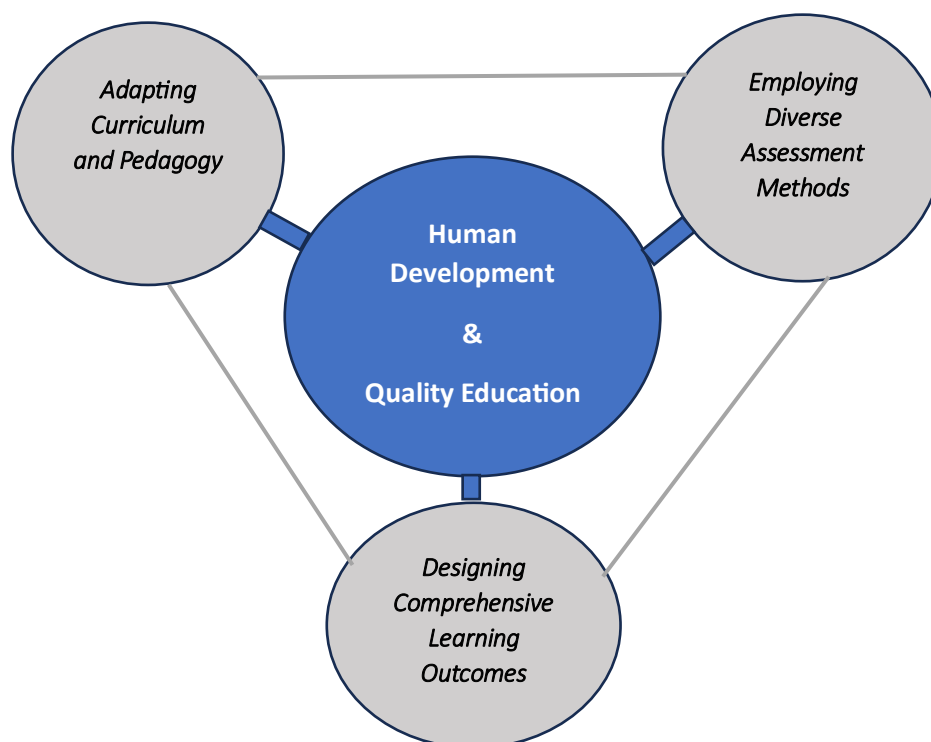 Adapting
Curriculum
and Pedagogy
Employing
Diverse
Assessment
Methods
Human
Development
&
Quality Education
Designing
Comprehensive
Learning
Outcomes